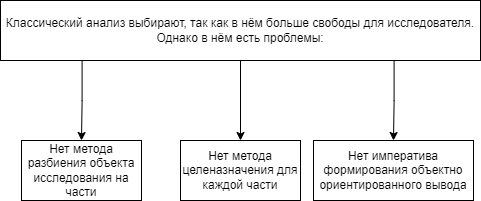 Классический анализ выбирают, так как в нём больше свободы для исследователя.
Однако в нём есть проблемы:
Нет метода
разбиения объекта
исследования на
части
Нет метода
целеназначения для
каждой части
Нет императива
формирования объектно
ориентированного вывода